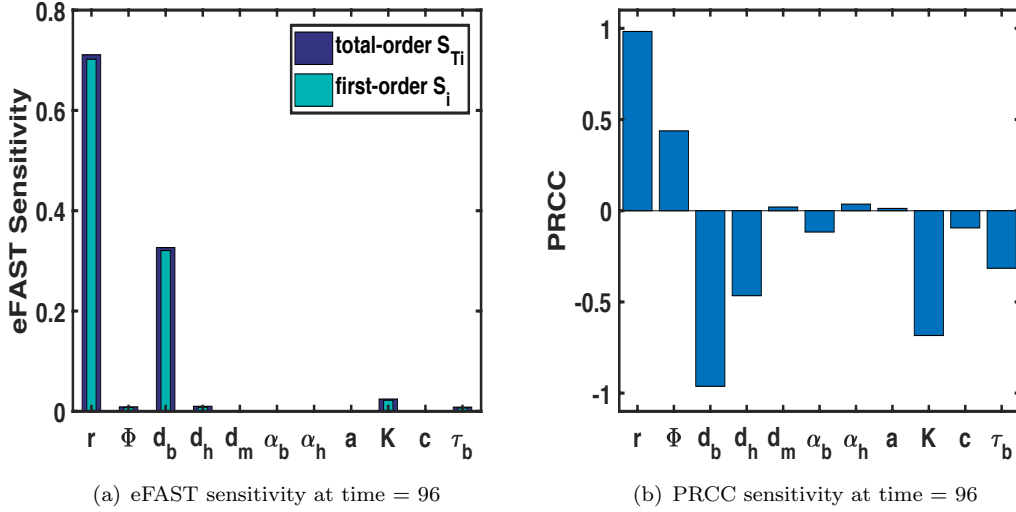 0.8
0.6
0.4
0.2
0
eFAST Sensitivity
total-order S_Ti
first-order S_i
r Φ d_b d_h d_m α_b α_h a K c τ_b
(a) eFAST sensitivity at time = 96
1
0.5
0
-0.5
-1
PRCC
r Φ d_b d_h d_m α_b α_h a K c τ_b
(b) PRCC sensitivity at time = 96